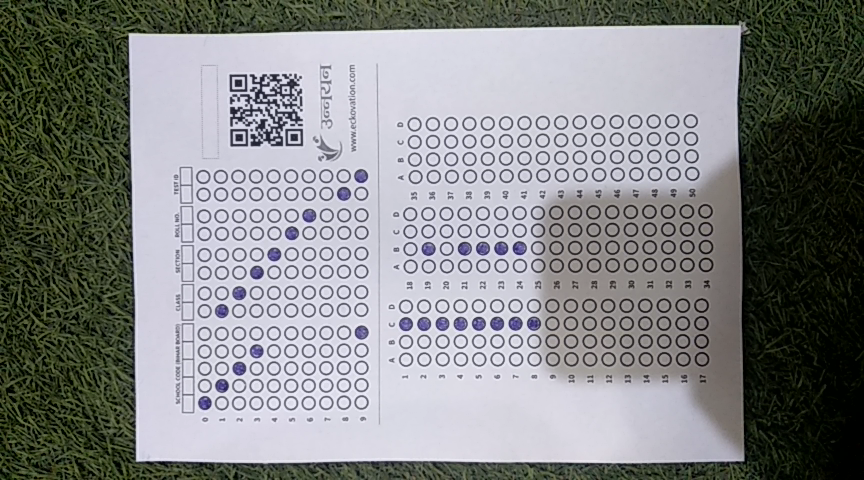 SCHOOL CODE (BIHAR BOARD) CLASS SECTION ROLL NO. TEST ID
0
1
2
3
4
5
6
7
8
9
उन्नयन
www.eckovation.com
A B C D A B C D A B C D
1 18 35
2 19 36
3 20 37
4 21 38
5 22 39
6 23 40
7 24 41
8 25 42
9 26 43
10 27 44
11 28 45
12 29 46
13 30 47
14 31 48
15 32 49
16 33 50
17 34